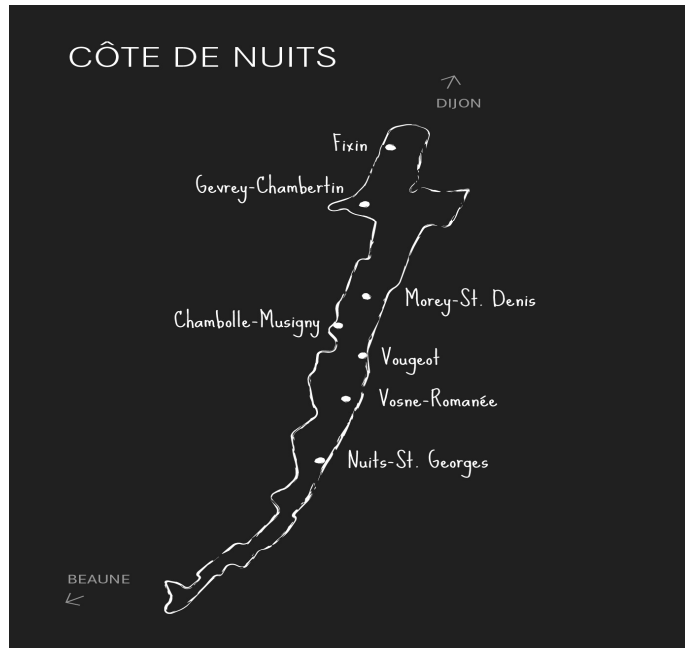 CÔTE DE NUITS
DIJON
Fixin
Gevrey-Chambertin
Morey-St. Denis
Chambolle-Musigny
Vougeot
Vosne-Romanée
Nuits-St. Georges
BEAUNE